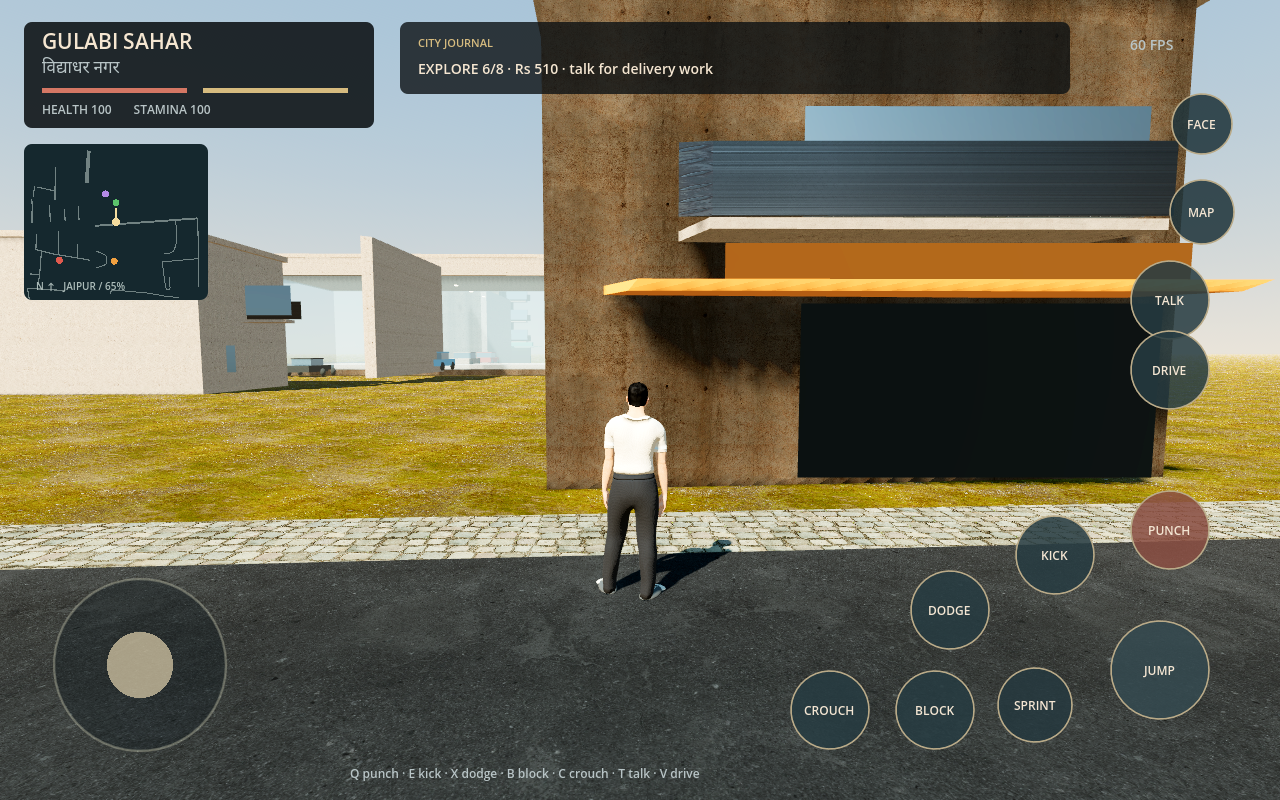 GULABI SAHAR
विद्याधर नगर
HEALTH 100 STAMINA 100
CITY JOURNAL
EXPLORE 6/8 · Rs 510 · talk for delivery work
60 FPS
FACE
MAP
N ↑ JAIPUR / 65%
TALK
DRIVE
PUNCH
KICK
DODGE
JUMP
CROUCH
BLOCK
SPRINT
Q punch · E kick · X dodge · B block · C crouch · T talk · V drive